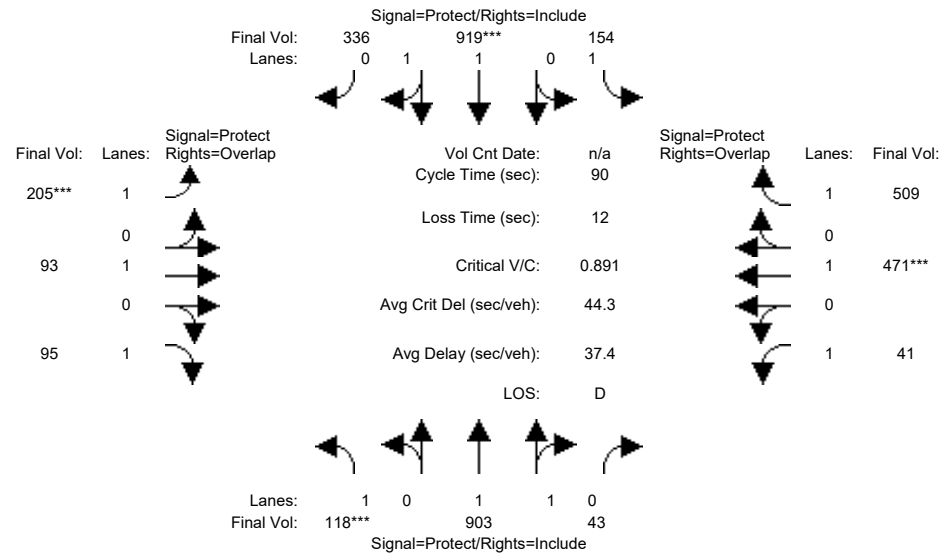 Signal=Protect/Rights=Include
Final Vol: 336 919*** 154
Lanes: 0 1 1 0 1
Signal=Protect
Final Vol: Lanes: Rights=Overlap
Vol Cnt Date: n/a
Signal=Protect
Rights=Overlap Lanes: Final Vol:
Cycle Time (sec): 90
205*** 1
1 509
Loss Time (sec): 12
0
0
93 1
Critical V/C: 0.891
1 471***
0
Avg Crit Del (sec/veh): 44.3
0
95 1
Avg Delay (sec/veh): 37.4
1 41
LOS: D
Lanes: 1 0 1 1 0
Final Vol: 118*** 903 43
Signal=Protect/Rights=Include